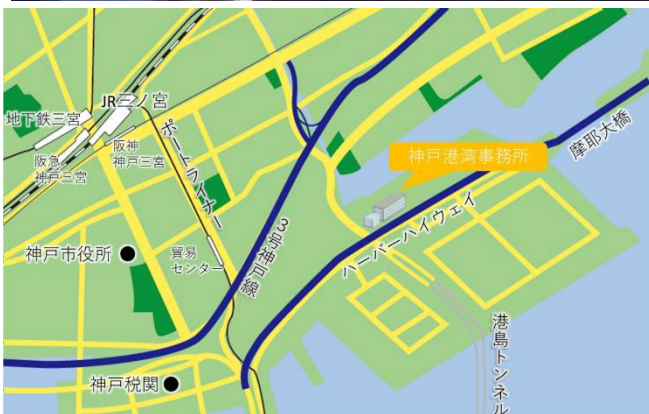 JR三ノ宮
地下鉄三宮
阪神
神戸三宮
阪急
神戸三宮
ポートライナー
神戸港湾事務所
摩耶大橋
ハーバーハイウェイ
3号神戸線
貿易
センター
神戸市役所
港島トンネル
神戸税関